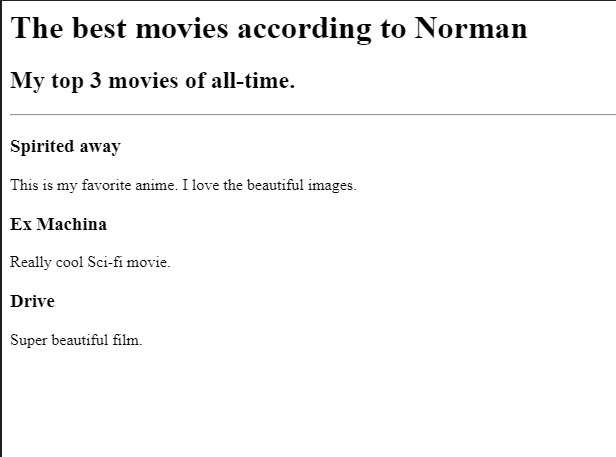 The best movies according to Norman
My top 3 movies of all-time.
Spirited away
This is my favorite anime. I love the beautiful images.
Ex Machina
Really cool Sci-fi movie.
Drive
Super beautiful film.